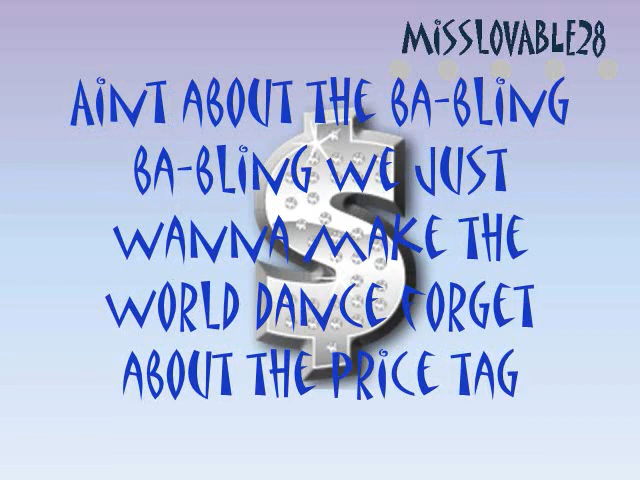 MISSLOVABLE28
AINT ABOUT THE BA-BLING
BA-BLING WE JUST
WANNA MAKE THE
WORLD DANCE FORGET
ABOUT THE PRICE TAG